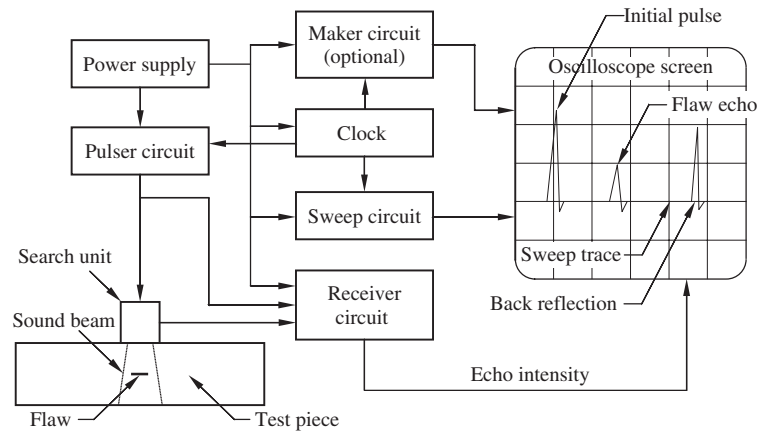 Initial pulse
Maker circuit
(optional)
Power supply
Oscilloscope screen
Flaw echo
Clock
Pulser circuit
Sweep circuit
Sweep trace
Search unit
Receiver
circuit
Back reflection
Sound beam
Echo intensity
Flaw
Test piece